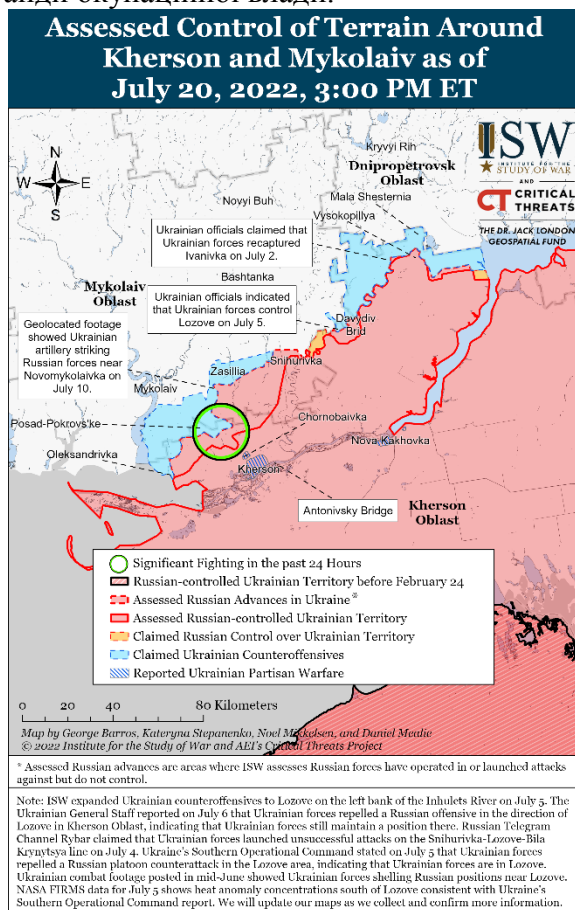 Assessed Control of Terrain Around
Kherson and Mykolaiv as of
July 20, 2022, 3:00 PM ET
N
W E
S
ISW
INSTITUTE FOR THE
STUDY OF WAR
AND
CT CRITICAL
THREATS
THE DR. JACK LONDON
GEOSPATIAL FUND
Kryvyi Rih
Dnipropetrovsk
Oblast
Mala Shesternia
Novyi Buh
Vysokopillya
Ukrainian officials claimed that
Ukrainian forces recaptured
Ivanivka on July 2.
Bashtanka
Mykolaiv
Oblast
Ukrainian officials indicated
that Ukrainian forces control
Lozove on July 5.
Davydiv
Brid
Geolocated footage
showed Ukrainian
artillery striking
Russian forces near
Novomykolaivka on
July 10.
Snihurivka
Zasillia
Mykolaiv
Chornobaivka
Posad-Pokrovs'ke
Nova Kakhovka
Oleksandrivka
Kherson
Antonivsky Bridge
Kherson
Oblast
Significant Fighting in the past 24 Hours
Russian-controlled Ukrainian Territory before February 24
Assessed Russian Advances in Ukraine*
Assessed Russian-controlled Ukrainian Territory
Claimed Russian Control over Ukrainian Territory
Claimed Ukrainian Counteroffensives
Reported Ukrainian Partisan Warfare
0 20 40 80 Kilometers
Map by George Barros, Kateryna Stepanenko, Noel Mikkelsen, and Daniel Mealie
© 2022 Institute for the Study of War and AEI's Critical Threats Project
* Assessed Russian advances are areas where ISW assesses Russian forces have operated in or launched attacks
against but do not control.
Note: ISW expanded Ukrainian counteroffensives to Lozove on the left bank of the Inhulets River on July 5. The
Ukrainian General Staff reported on July 6 that Ukrainian forces repelled a Russian offensive in the direction of
Lozove in Kherson Oblast, indicating that Ukrainian forces still maintain a position there. Russian Telegram
Channel Rybar claimed that Ukrainian forces launched unsuccessful attacks on the Snihurivka-Lozove-Bila
Krynytsya line on July 4. Ukraine's Southern Operational Command stated on July 5 that Ukrainian forces
repelled a Russian platoon counterattack in the Lozove area, indicating that Ukrainian forces are in Lozove.
Ukrainian combat footage posted in mid-June showed Ukrainian forces shelling Russian positions near Lozove.
NASA FIRMS data for July 5 shows heat anomaly concentrations south of Lozove consistent with Ukraine's
Southern Operational Command report. We will update our maps as we collect and confirm more information.